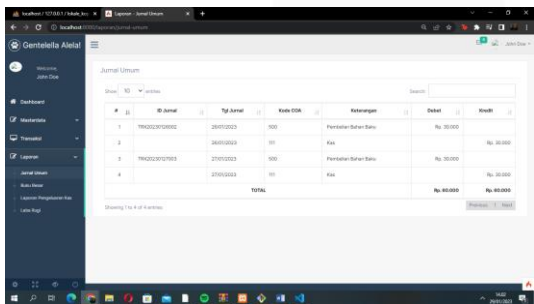 localhost / 127.0.0.1 /
Laporan - Jurnal Umum
localhost
/laporan/jurnal-umum
Gentelella Alela!
John Doe
Welcome,
John Doe
Jurnal Umum
Show 10 entries
Search:
Dashboard
Masterdata
Transaksi
Laporan
Jurnal Umum
Buku Besar
Laporan Pengeluaran Kas
Laba Rugi
# ID Jurnal Tgl Jurnal Kode COA Keterangan Debet Kredit
1 26/01/2023 500 Pembelian Bahan Baku Rp. 30.000
2 26/01/2023 111 Kas Rp. 30.000
3 27/01/2023 500 Pembelian Bahan Baku Rp. 30.000
4 27/01/2023 111 Kas Rp. 30.000
TOTAL Rp. 60.000 Rp. 60.000
Showing 1 to 4 of 4 entries
Previous 1 Next